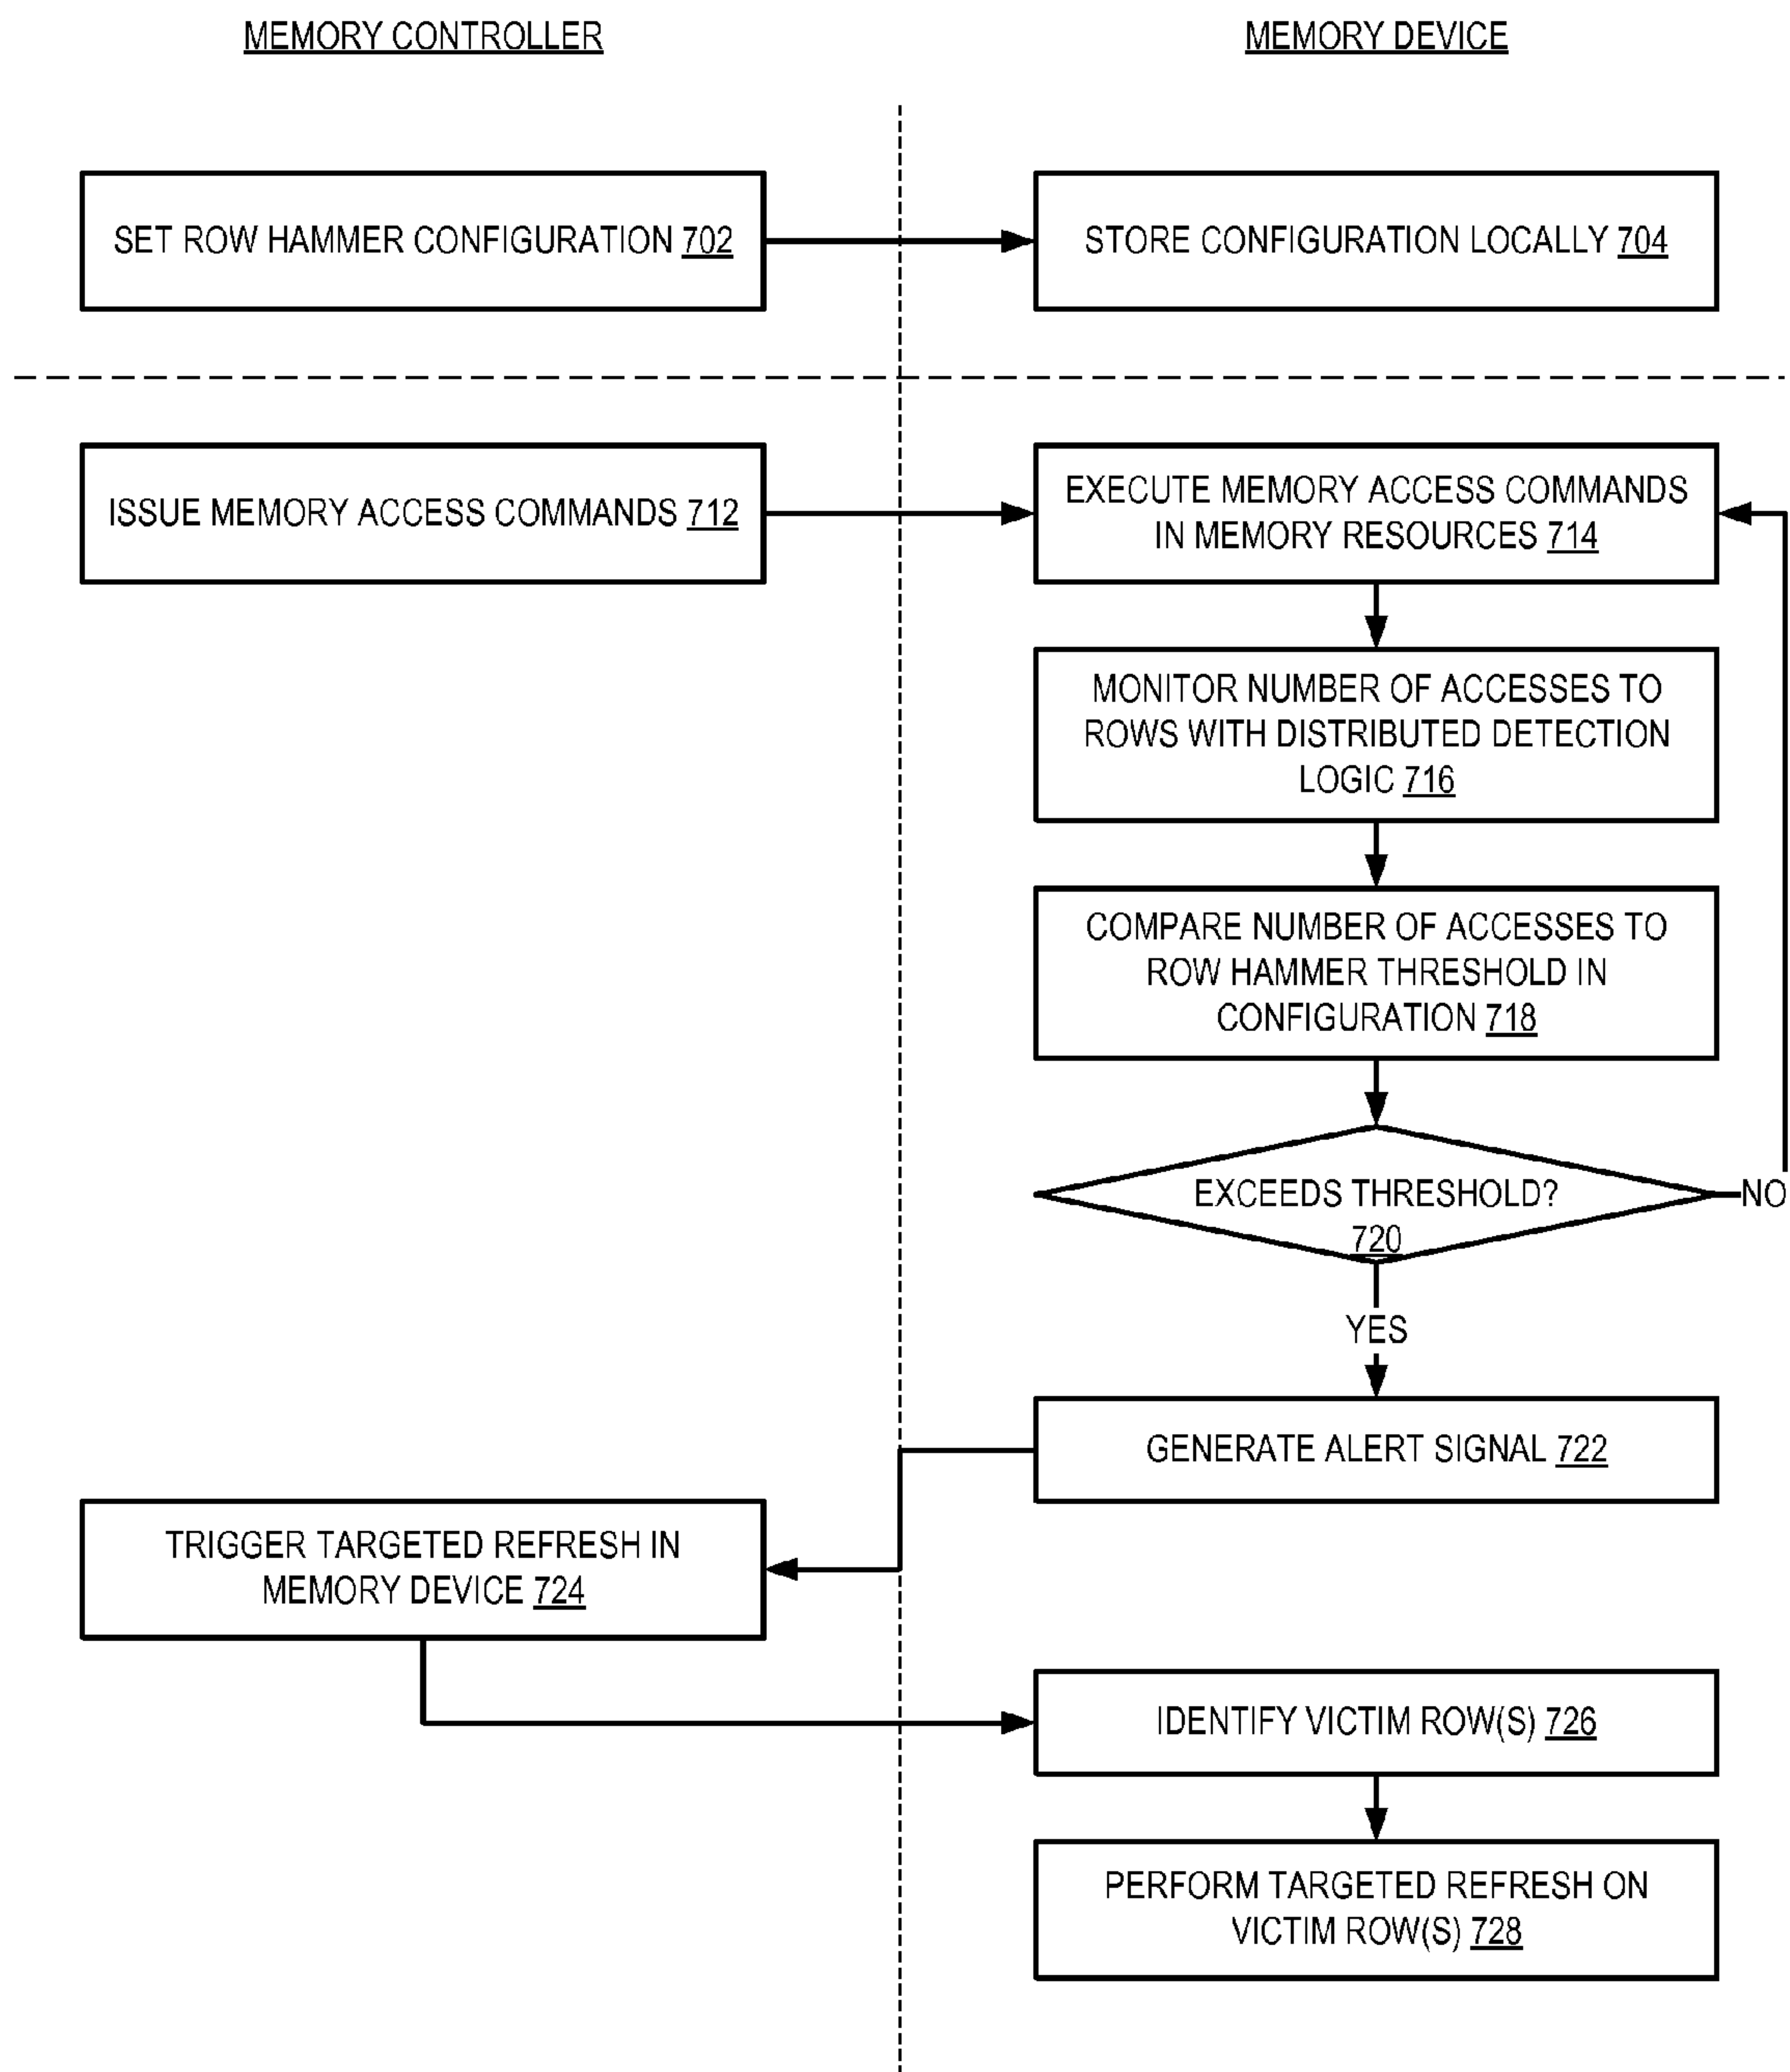 MEMORY CONTROLLER
MEMORY DEVICE
SET ROW HAMMER CONFIGURATION 702
STORE CONFIGURATION LOCALLY 704
ISSUE MEMORY ACCESS COMMANDS 712
EXECUTE MEMORY ACCESS COMMANDS
IN MEMORY RESOURCES 714
MONITOR NUMBER OF ACCESSES TO
ROWS WITH DISTRIBUTED DETECTION
LOGIC 716
COMPARE NUMBER OF ACCESSES TO
ROW HAMMER THRESHOLD IN
CONFIGURATION 718
EXCEEDS THRESHOLD?
720
NO
YES
GENERATE ALERT SIGNAL 722
TRIGGER TARGETED REFRESH IN
MEMORY DEVICE 724
IDENTIFY VICTIM ROW(S) 726
PERFORM TARGETED REFRESH ON
VICTIM ROW(S) 728